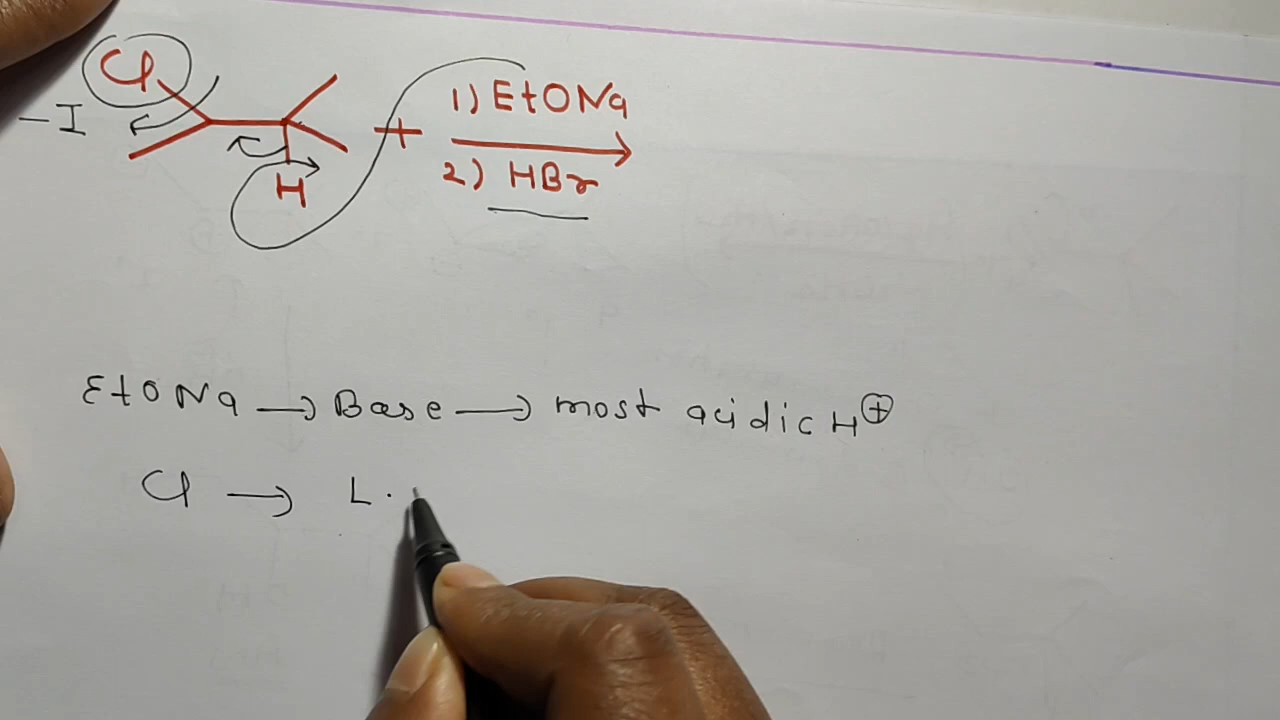 Cl
-I
H
+
1) EtONa
2) HBr
EtONa → Base → most acidic H⊕
Cl → L.